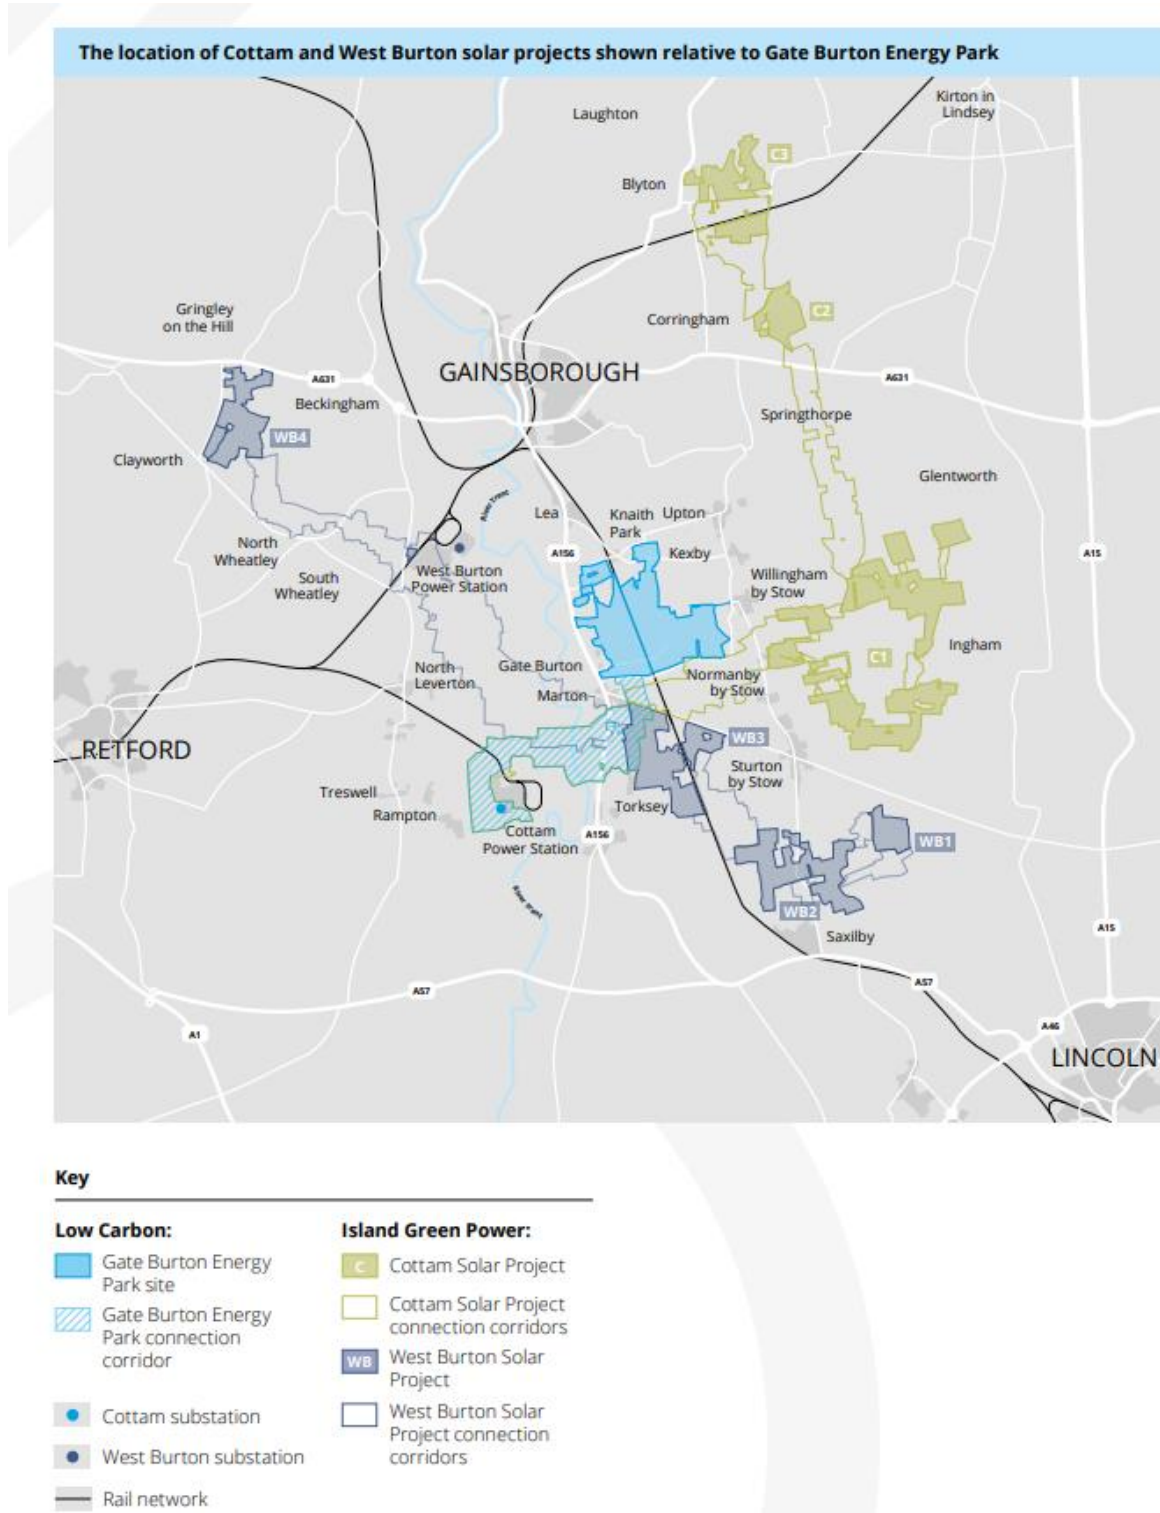 The location of Cottam and West Burton solar projects shown relative to Gate Burton Energy Park
Kirton in
Lindsey
Laughton
C3
Blyton
Gringley
on the Hill
C2
Corringham
GAINSBOROUGH
A631
A631
Beckingham
Springthorpe
WB4
Clayworth
Glentworth
River Trent
Lea
Knaith
Park
Upton
North
Wheatley
A156
Kexby
A15
South
Wheatley
West Burton
Power Station
Willingham
by Stow
Ingham
C1
North
Leverton
Gate Burton
Normanby
by Stow
Marton
RETFORD
WB3
Sturton
by Stow
Treswell
Rampton
Torksey
Cottam
Power Station
A156
WB1
River Trent
WB2
Saxilby
A15
A57
A57
A1
A46
LINCOLN
Key
Low Carbon:
Gate Burton Energy
Park site
Gate Burton Energy
Park connection
corridor
Cottam substation
West Burton substation
Rail network
Island Green Power:
C
Cottam Solar Project
Cottam Solar Project
connection corridors
WB
West Burton Solar
Project
West Burton Solar
Project connection
corridors